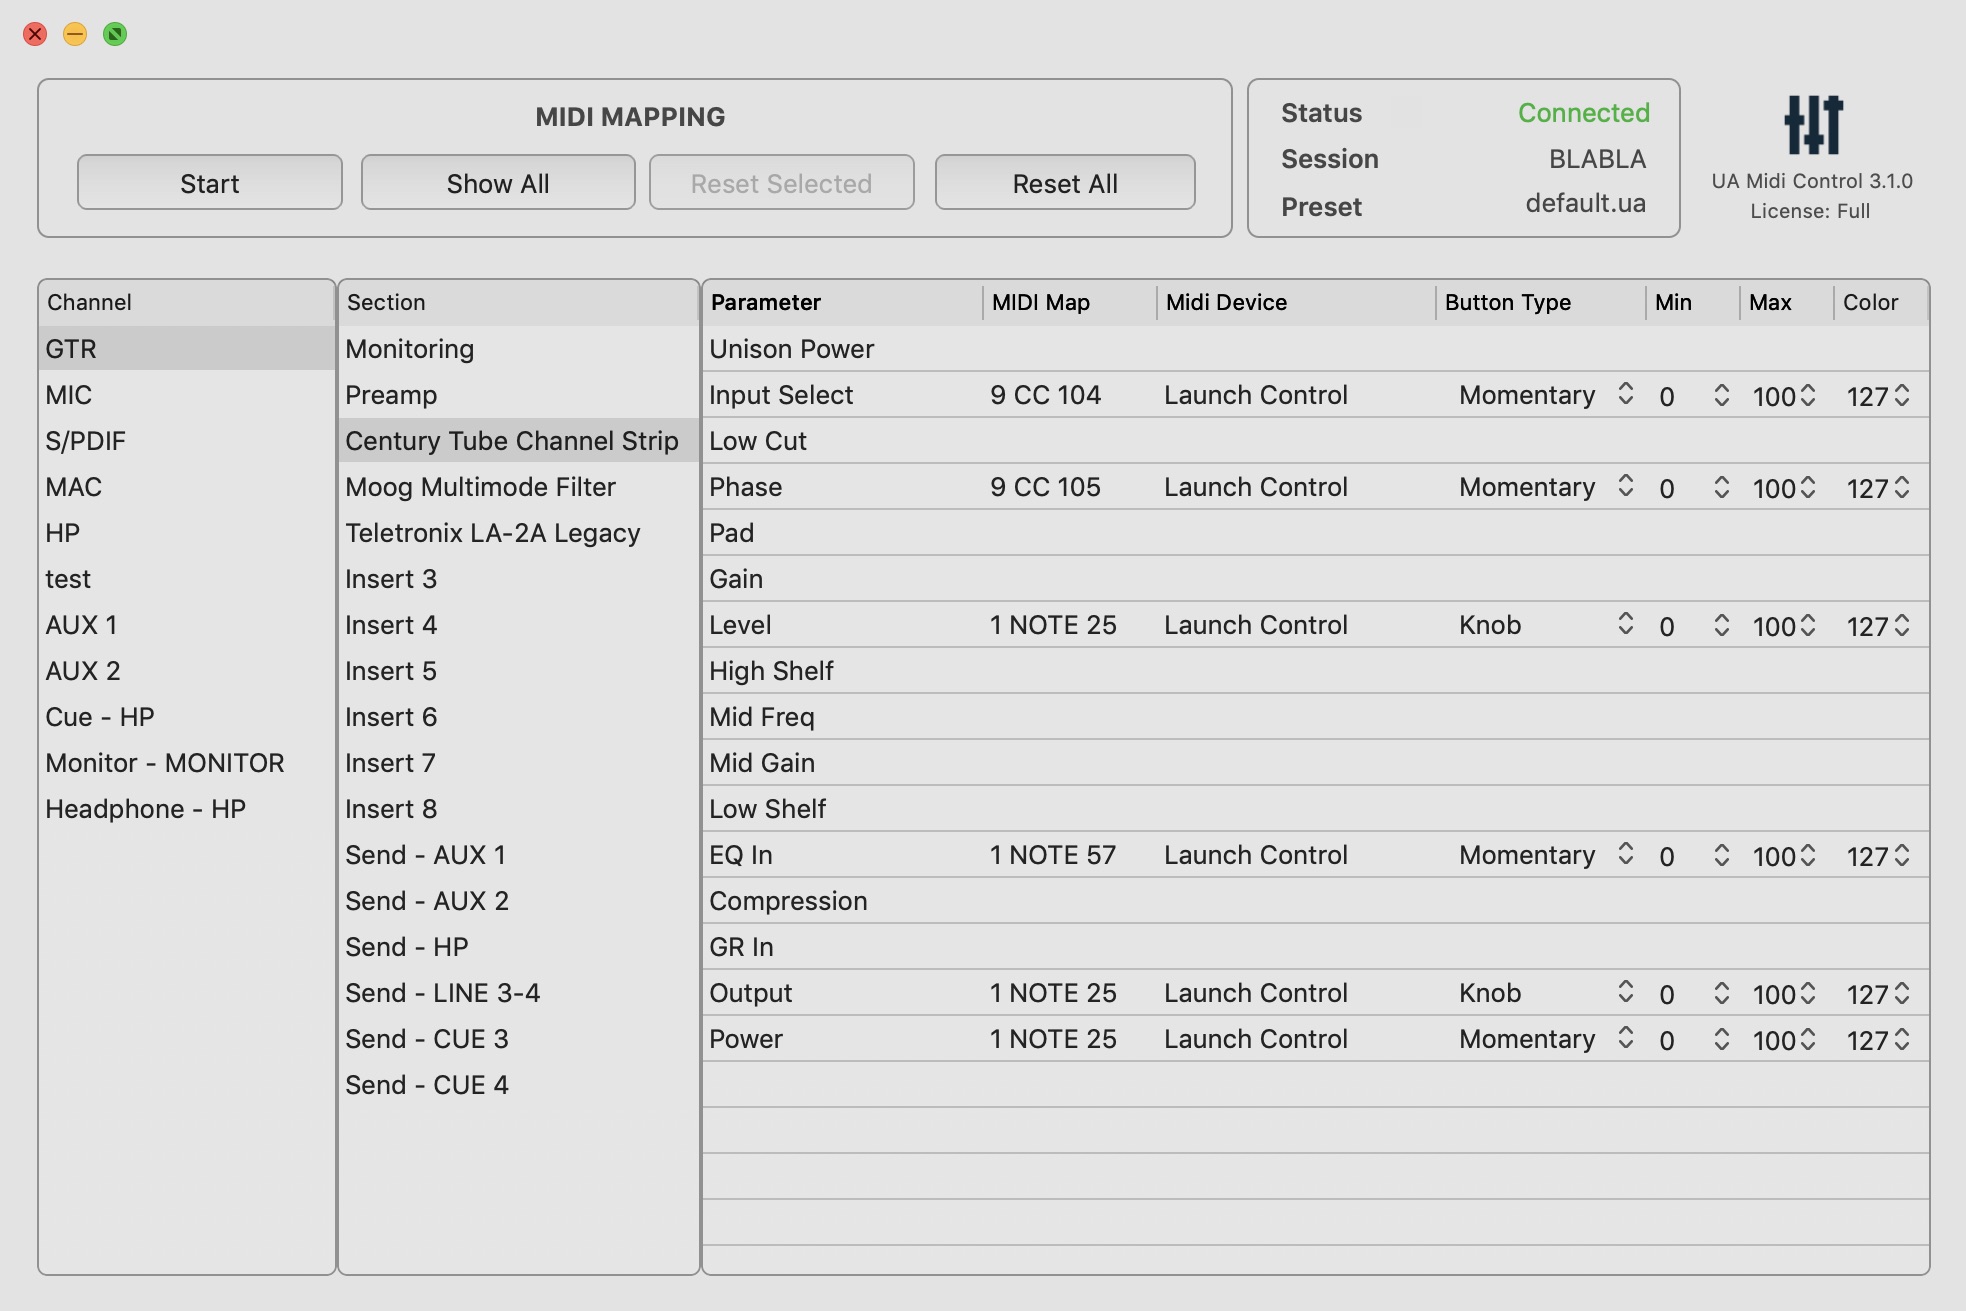 MIDI MAPPING
Start Show All Reset Selected Reset All
Status Connected
Session BLABLA
Preset default.ua
UA Midi Control 3.1.0
License: Full
Channel
GTR
MIC
S/PDIF
MAC
HP
test
AUX 1
AUX 2
Cue - HP
Monitor - MONITOR
Headphone - HP
Section
Monitoring
Preamp
Century Tube Channel Strip
Moog Multimode Filter
Teletronix LA-2A Legacy
Insert 3
Insert 4
Insert 5
Insert 6
Insert 7
Insert 8
Send - AUX 1
Send - AUX 2
Send - HP
Send - LINE 3-4
Send - CUE 3
Send - CUE 4
Parameter MIDI Map Midi Device Button Type Min Max Color
Unison Power
Input Select 9 CC 104 Launch Control Momentary 0 100 127
Low Cut
Phase 9 CC 105 Launch Control Momentary 0 100 127
Pad
Gain
Level 1 NOTE 25 Launch Control Knob 0 100 127
High Shelf
Mid Freq
Mid Gain
Low Shelf
EQ In 1 NOTE 57 Launch Control Momentary 0 100 127
Compression
GR In
Output 1 NOTE 25 Launch Control Knob 0 100 127
Power 1 NOTE 25 Launch Control Momentary 0 100 127